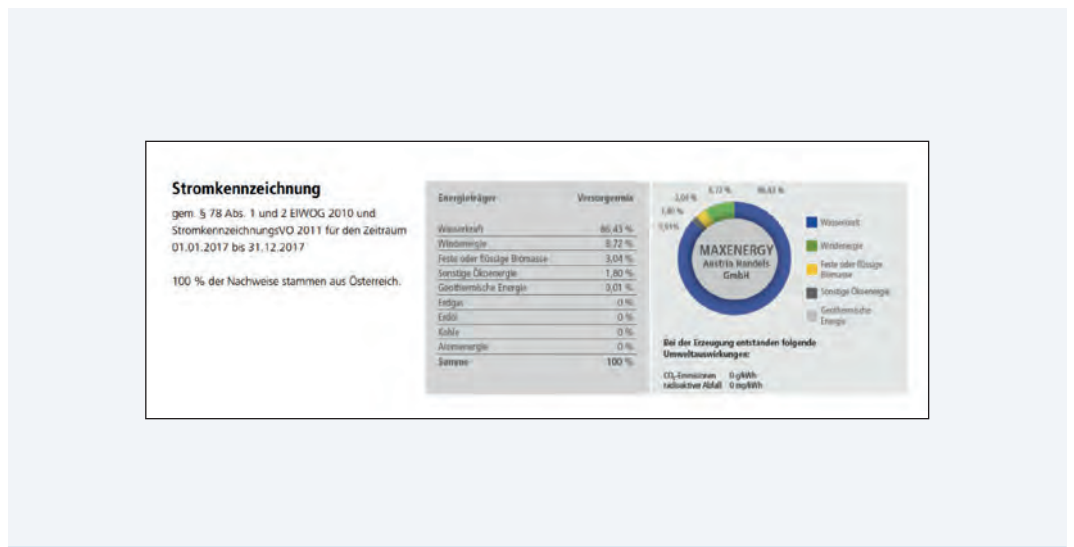 Stromkennzeichnung
gem. § 78 Abs. 1 und 2 ElWOG 2010 und
StromkennzeichnungsVO 2011 für den Zeitraum
01.01.2017 bis 31.12.2017
100 % der Nachweise stammen aus Österreich.
Energieträger Versorgermix
Wasserkraft 86,43 %
Windenergie 8,72 %
Feste oder flüssige Biomasse 3,04 %
Sonstige Ökoenergie 1,80 %
Geothermische Energie 0,01 %
Erdgas 0 %
Erdöl 0 %
Kohle 0 %
Atomenergie 0 %
Summe 100 %
8,72 % 86,43 %
3,04 %
1,80 %
0,01%
MAXENERGY
Austria Handels
GmbH
Wasserkraft
Windenergie
Feste oder flüssige
Biomasse
Sonstige Ökoenergie
Geothermische
Energie
Bei der Erzeugung entstanden folgende
Umweltauswirkungen:
CO₂-Emissionen 0 g/kWh
radioaktiver Abfall 0 mg/kWh